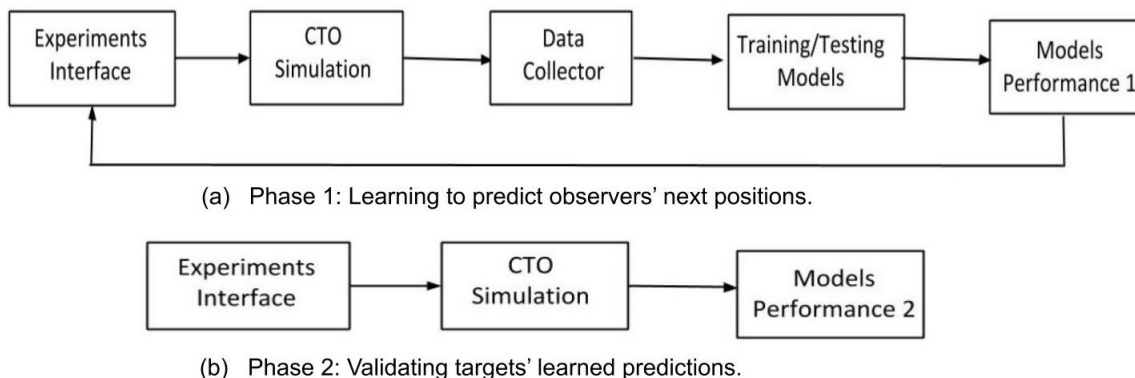 Experiments
Interface
CTO
Simulation
Data
Collector
Training/Testing
Models
Models
Performance 1
(a) Phase 1: Learning to predict observers’ next positions.
Experiments
Interface
CTO
Simulation
Models
Performance 2
(b) Phase 2: Validating targets’ learned predictions.